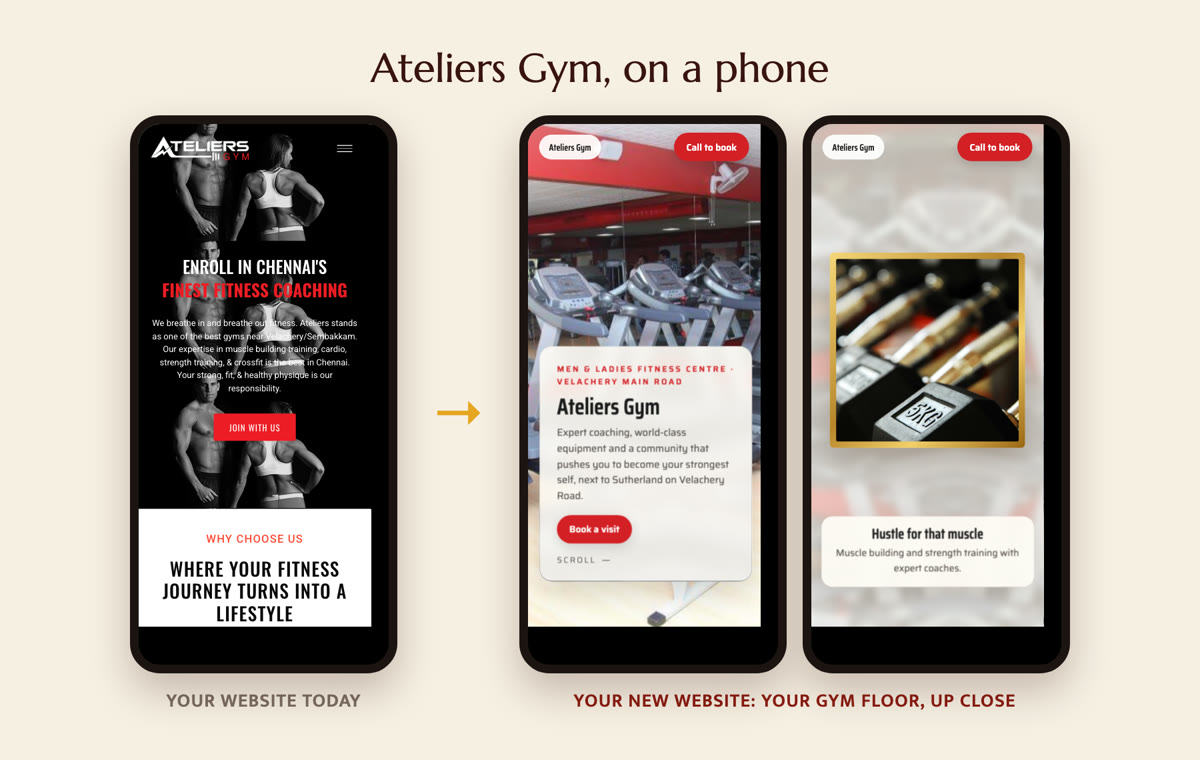 Ateliers Gym, on a phone
ATELIERS
GYM
ENROLL IN CHENNAI'S
FINEST FITNESS COACHING
We breathe in and breathe out fitness. Ateliers stands
as one of the best gyms near Velachery/Sembakkam.
Our expertise in muscle building training, cardio,
strength training, & crossfit is the best in Chennai.
Your strong, fit, & healthy physique is our
responsibility.
JOIN WITH US
WHY CHOOSE US
WHERE YOUR FITNESS
JOURNEY TURNS INTO A
LIFESTYLE
YOUR WEBSITE TODAY
Ateliers Gym
Call to book
MEN & LADIES FITNESS CENTRE ·
VELACHERY MAIN ROAD
Ateliers Gym
Expert coaching, world-class
equipment and a community that
pushes you to become your strongest
self, next to Sutherland on Velachery
Road.
Book a visit
SCROLL —
Ateliers Gym
Call to book
5KG
Hustle for that muscle
Muscle building and strength training with
expert coaches.
YOUR NEW WEBSITE: YOUR GYM FLOOR, UP CLOSE